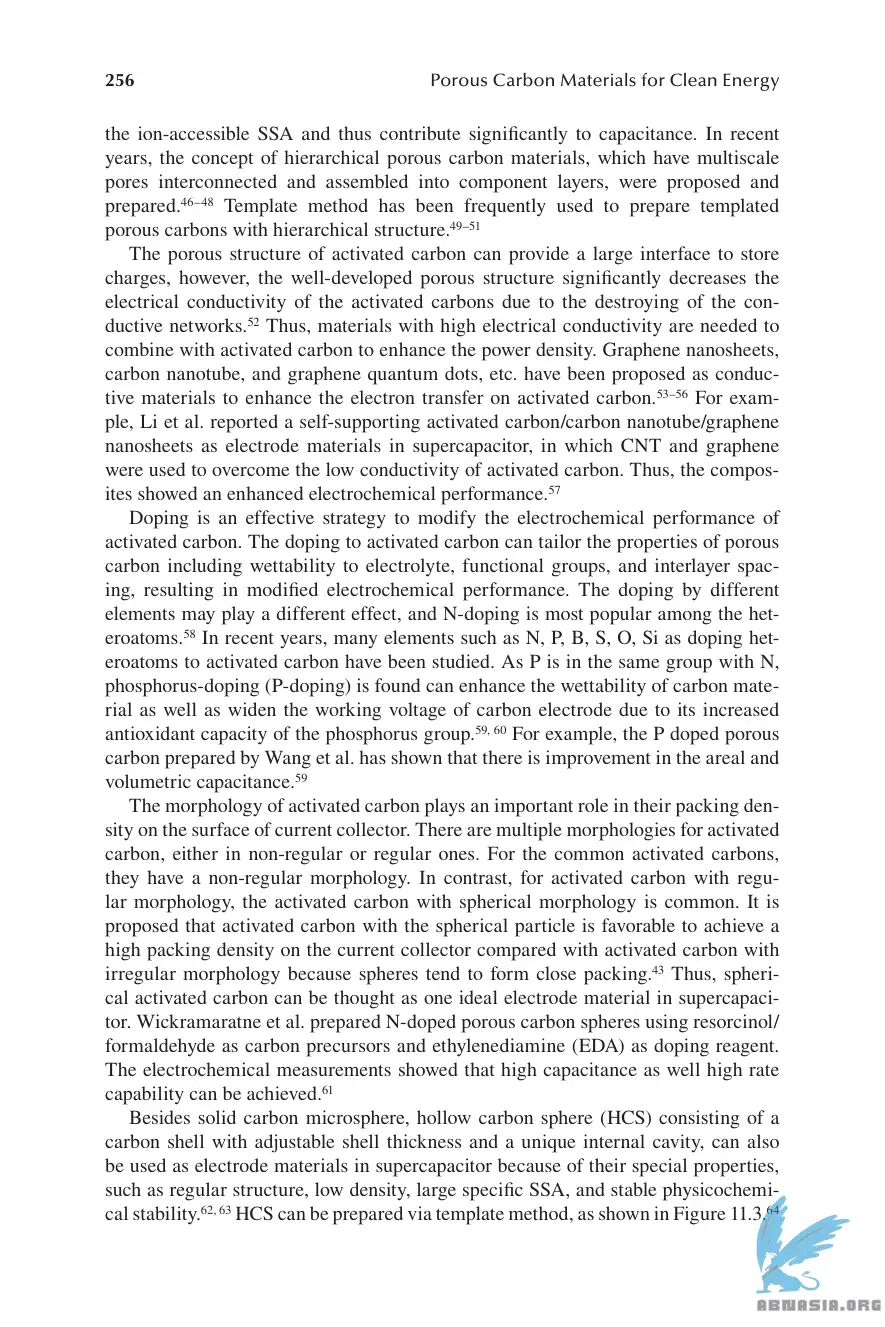 256 Porous Carbon Materials for Clean Energy
the ion-accessible SSA and thus contribute significantly to capacitance. In recent
years, the concept of hierarchical porous carbon materials, which have multiscale
pores interconnected and assembled into component layers, were proposed and
prepared.46–48 Template method has been frequently used to prepare templated
porous carbons with hierarchical structure.49–51
The porous structure of activated carbon can provide a large interface to store
charges, however, the well-developed porous structure significantly decreases the
electrical conductivity of the activated carbons due to the destroying of the con-
ductive networks.52 Thus, materials with high electrical conductivity are needed to
combine with activated carbon to enhance the power density. Graphene nanosheets,
carbon nanotube, and graphene quantum dots, etc. have been proposed as conduc-
tive materials to enhance the electron transfer on activated carbon.53–56 For exam-
ple, Li et al. reported a self-supporting activated carbon/carbon nanotube/graphene
nanosheets as electrode materials in supercapacitor, in which CNT and graphene
were used to overcome the low conductivity of activated carbon. Thus, the compos-
ites showed an enhanced electrochemical performance.57
Doping is an effective strategy to modify the electrochemical performance of
activated carbon. The doping to activated carbon can tailor the properties of porous
carbon including wettability to electrolyte, functional groups, and interlayer spac-
ing, resulting in modified electrochemical performance. The doping by different
elements may play a different effect, and N-doping is most popular among the het-
eroatoms.58 In recent years, many elements such as N, P, B, S, O, Si as doping het-
eroatoms to activated carbon have been studied. As P is in the same group with N,
phosphorus-doping (P-doping) is found can enhance the wettability of carbon mate-
rial as well as widen the working voltage of carbon electrode due to its increased
antioxidant capacity of the phosphorus group.59, 60 For example, the P doped porous
carbon prepared by Wang et al. has shown that there is improvement in the areal and
volumetric capacitance.59
The morphology of activated carbon plays an important role in their packing den-
sity on the surface of current collector. There are multiple morphologies for activated
carbon, either in non-regular or regular ones. For the common activated carbons,
they have a non-regular morphology. In contrast, for activated carbon with regu-
lar morphology, the activated carbon with spherical morphology is common. It is
proposed that activated carbon with the spherical particle is favorable to achieve a
high packing density on the current collector compared with activated carbon with
irregular morphology because spheres tend to form close packing.43 Thus, spheri-
cal activated carbon can be thought as one ideal electrode material in supercapaci-
tor. Wickramaratne et al. prepared N-doped porous carbon spheres using resorcinol/
formaldehyde as carbon precursors and ethylenediamine (EDA) as doping reagent.
The electrochemical measurements showed that high capacitance as well high rate
capability can be achieved.61
Besides solid carbon microsphere, hollow carbon sphere (HCS) consisting of a
carbon shell with adjustable shell thickness and a unique internal cavity, can also
be used as electrode materials in supercapacitor because of their special properties,
such as regular structure, low density, large specific SSA, and stable physicochemi-
cal stability.62, 63 HCS can be prepared via template method, as shown in Figure 11.3.64
ABNASIA.ORG